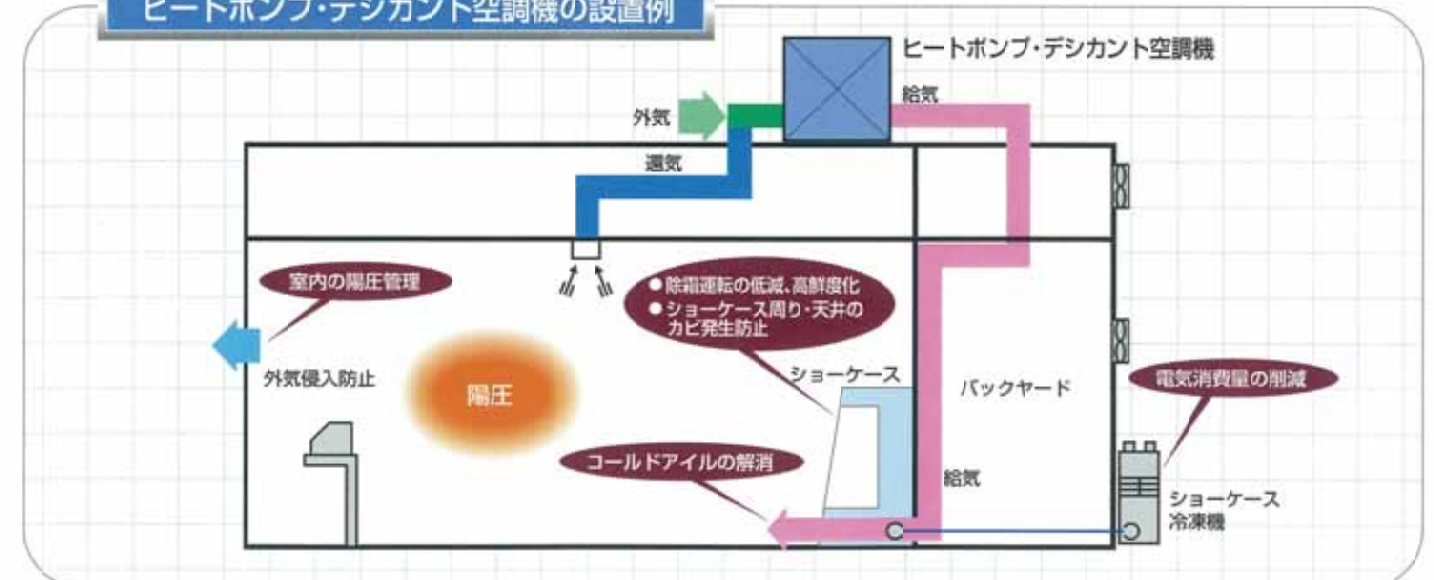 ヒートポンプ・デシカント空調機の設置例
ヒートポンプ・デシカント空調機
給気
外気
還気
室内の陽圧管理
●除霜運転の低減、高鮮度化
●ショーケース周り・天井の
カビ発生防止
外気侵入防止
陽圧
ショーケース
バックヤード
電気消費量の削減
コールドアイルの解消
給気
ショーケース
冷凍機